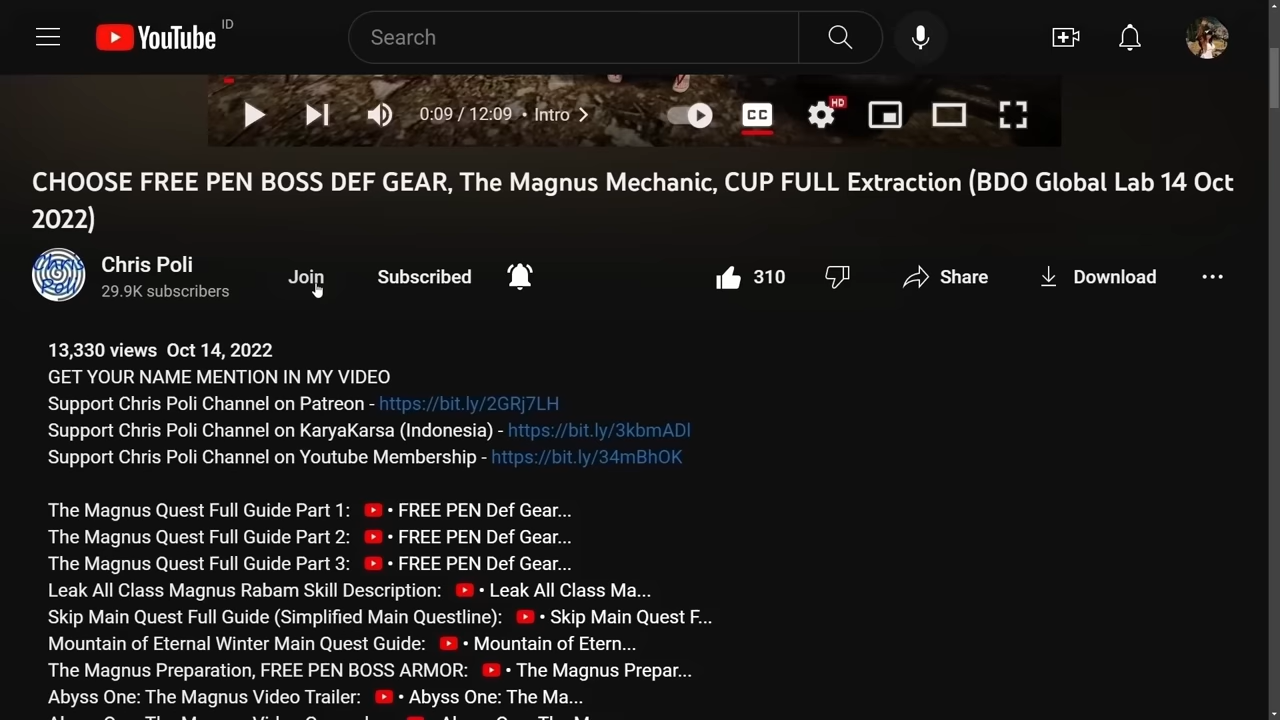 YouTube ID
Search
HD
CC
0:09 / 12:09 • Intro
CHOOSE FREE PEN BOSS DEF GEAR, The Magnus Mechanic, CUP FULL Extraction (BDO Global Lab 14 Oct
2022)
Chris Poli
29.9K subscribers
Join
Subscribed
310
Share
Download
13,330 views Oct 14, 2022
GET YOUR NAME MENTION IN MY VIDEO
Support Chris Poli Channel on Patreon - https://bit.ly/2GRj7LH
Support Chris Poli Channel on KaryaKarsa (Indonesia) - https://bit.ly/3kbmADl
Support Chris Poli Channel on Youtube Membership - https://bit.ly/34mBhOK
The Magnus Quest Full Guide Part 1: • FREE PEN Def Gear...
The Magnus Quest Full Guide Part 2: • FREE PEN Def Gear...
The Magnus Quest Full Guide Part 3: • FREE PEN Def Gear...
Leak All Class Magnus Rabam Skill Description: • Leak All Class Ma...
Skip Main Quest Full Guide (Simplified Main Questline): • Skip Main Quest F...
Mountain of Eternal Winter Main Quest Guide: • Mountain of Etern...
The Magnus Preparation, FREE PEN BOSS ARMOR: • The Magnus Prepar...
Abyss One: The Magnus Video Trailer: • Abyss One: The Ma...